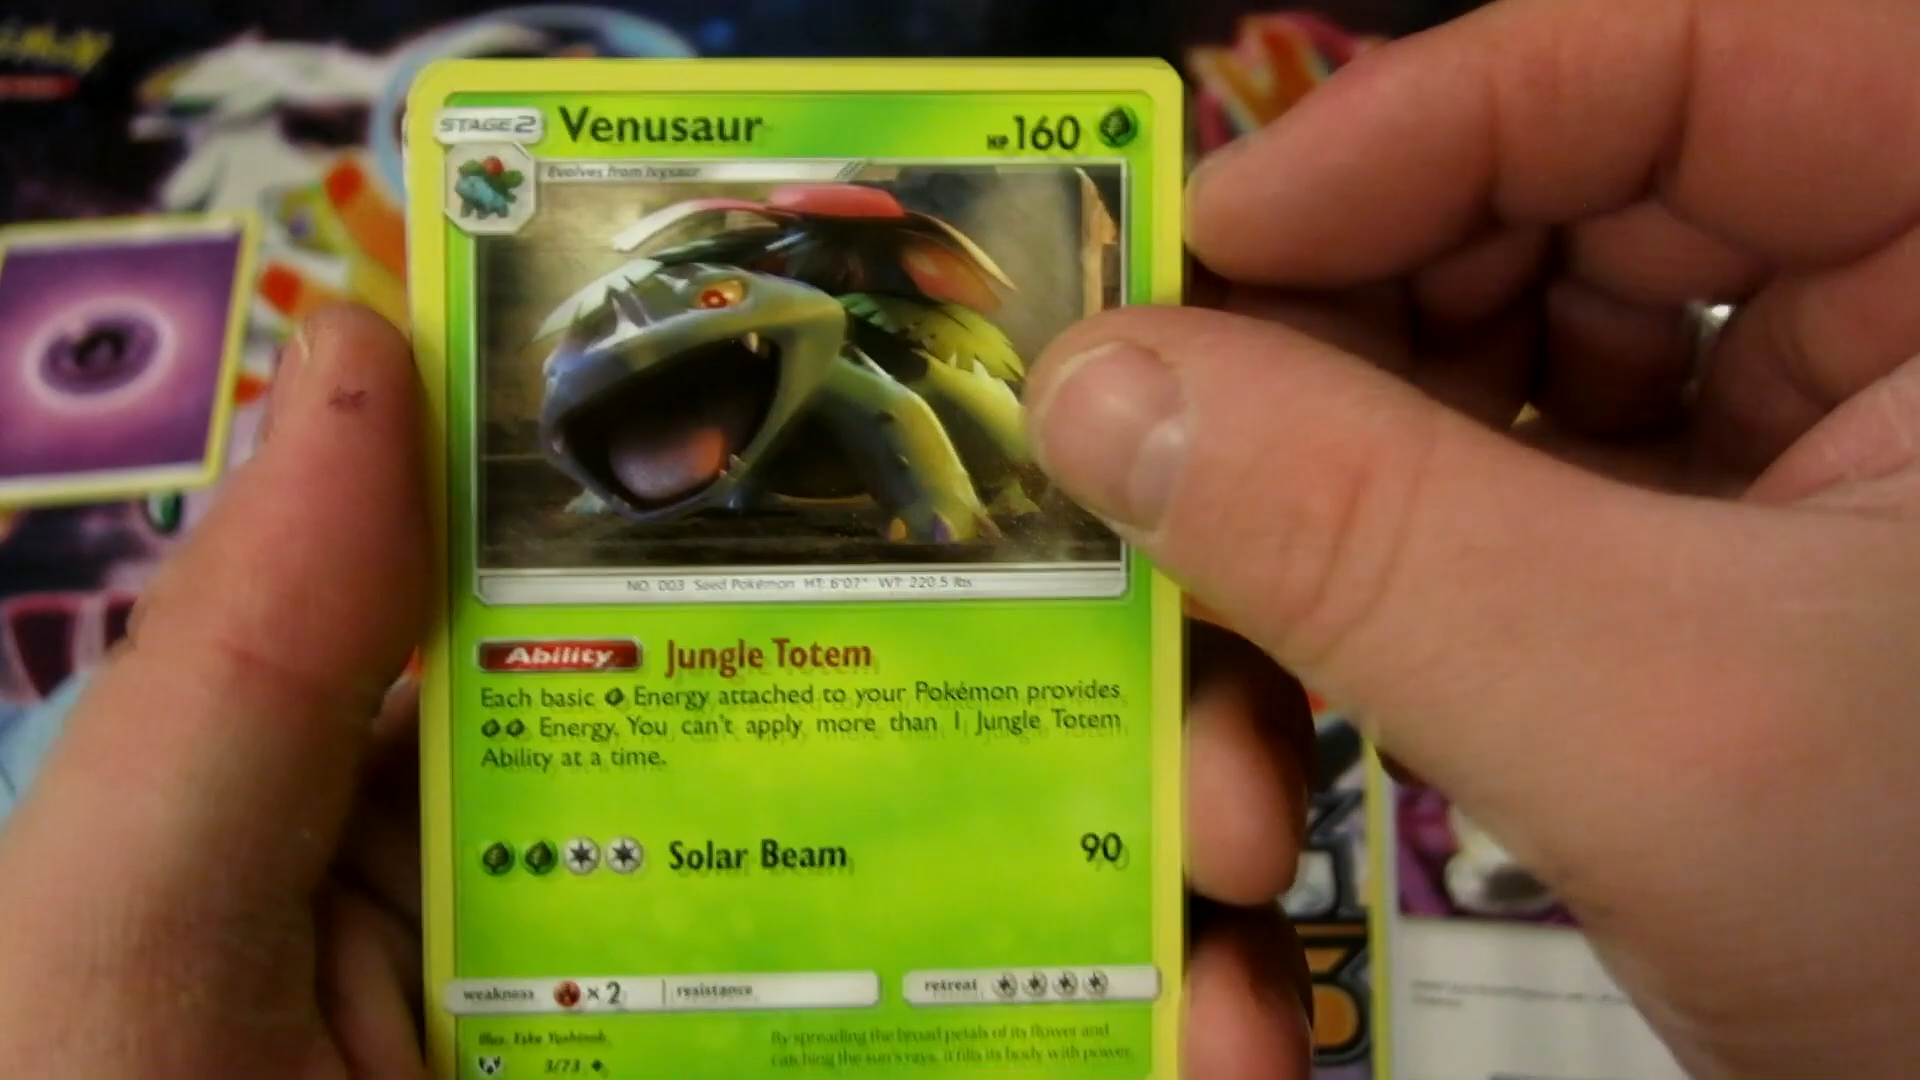 STAGE 2 Venusaur HP 160
Evolves from Ivysaur
NO. 003 Seed Pokémon HT: 6'07" WT: 220.5 lbs
Ability Jungle Totem
Each basic Energy attached to your Pokémon provides
Energy. You can't apply more than 1 Jungle Totem
Ability at a time.
Solar Beam 90
weakness ×2 resistance retreat
Illus. Eske Yoshinob
3/73
By spreading the broad petals of its flower and
catching the sun's rays, it fills its body with power.